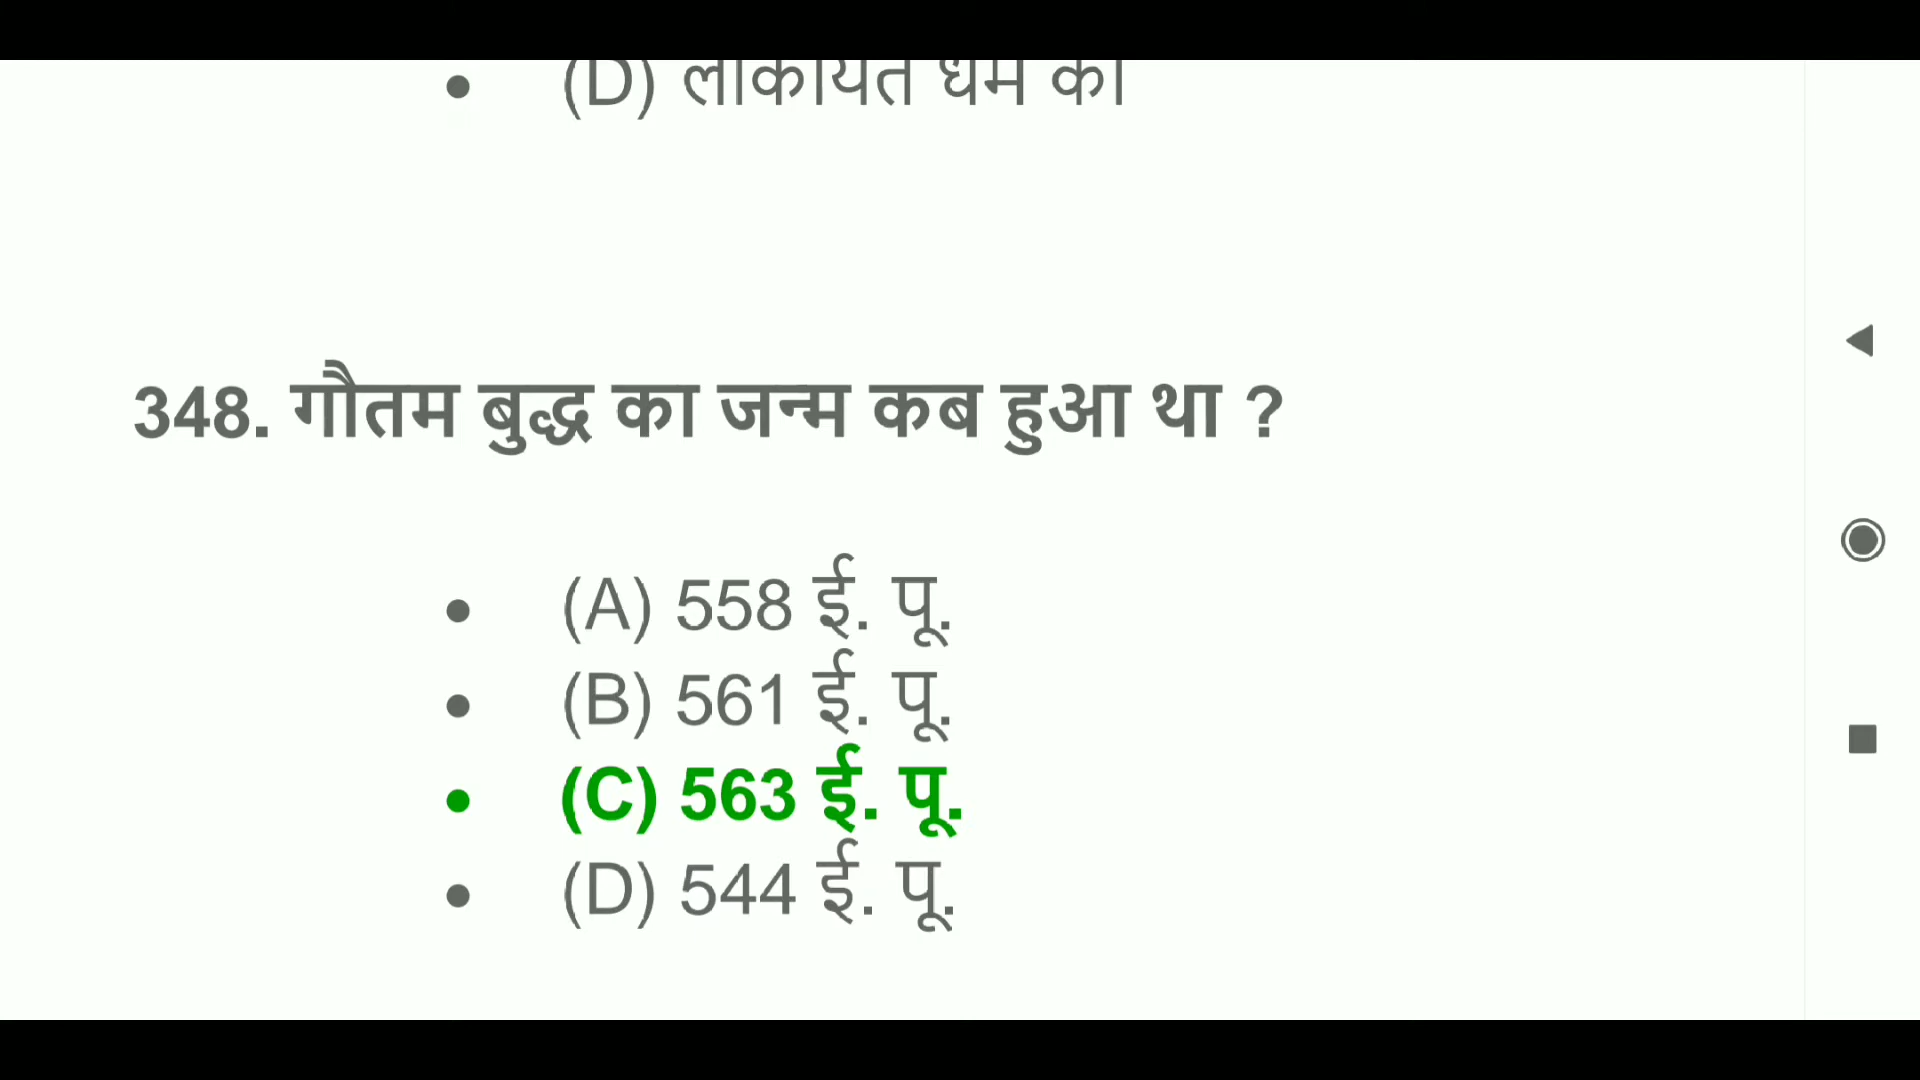 (D) लोकायत धर्म का
348. गौतम बुद्ध का जन्म कब हुआ था ?
(A) 558 ई. पू.
(B) 561 ई. पू.
(C) 563 ई. पू.
(D) 544 ई. पू.